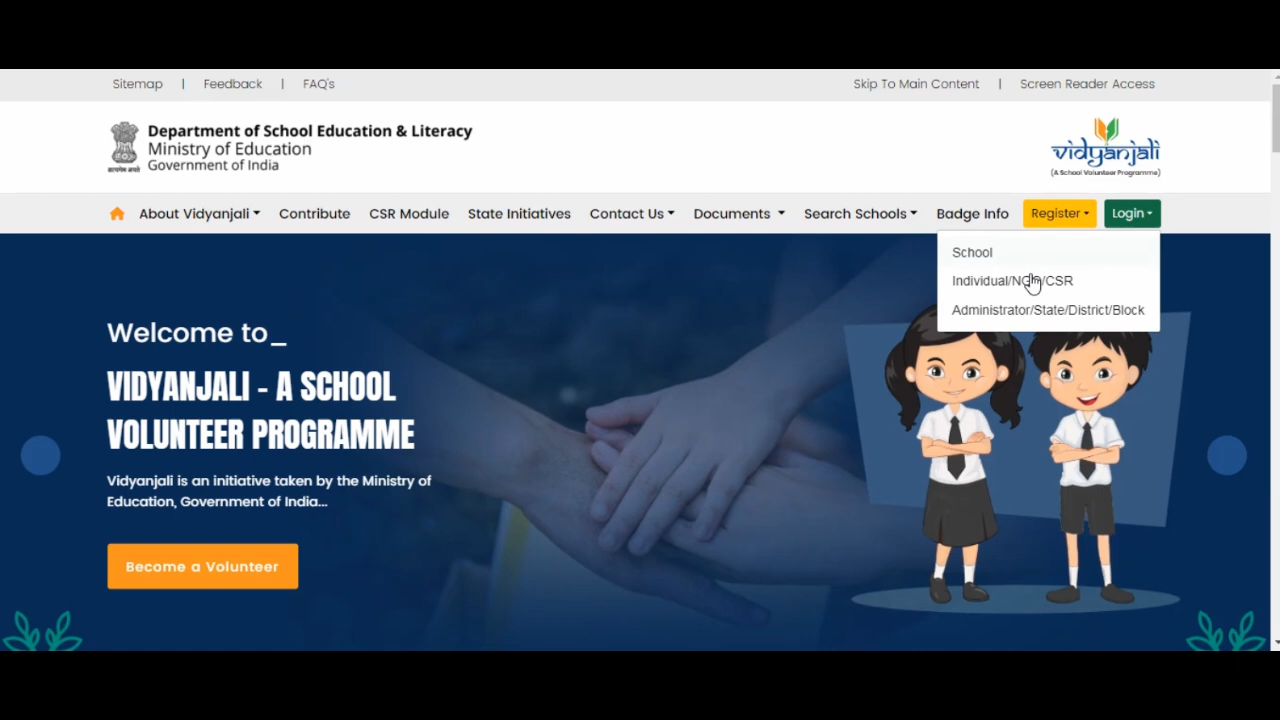 Sitemap | Feedback | FAQ's
Skip To Main Content | Screen Reader Access
Department of School Education & Literacy
Ministry of Education
Government of India
vidyanjali
(A School Volunteer Programme)
About Vidyanjali Contribute CSR Module State Initiatives Contact Us Documents Search Schools Badge Info Register Login
School
Individual/NGO/CSR
Administrator/State/District/Block
Welcome to_
VIDYANJALI - A SCHOOL
VOLUNTEER PROGRAMME
Vidyanjali is an initiative taken by the Ministry of
Education, Government of India...
Become a Volunteer